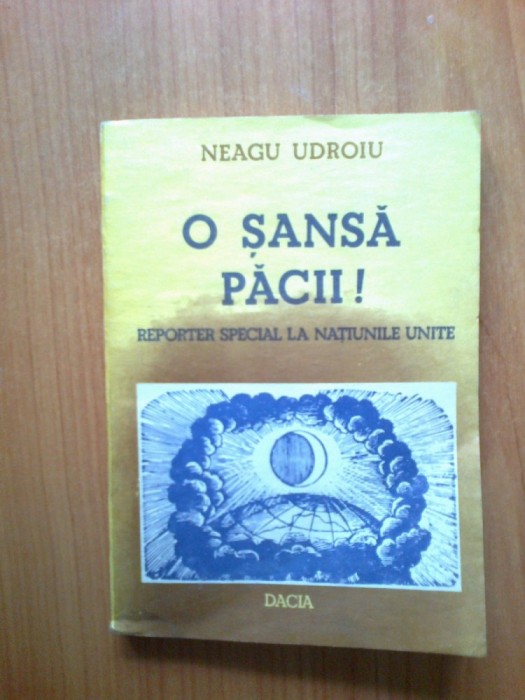 NEAGU UDROIU
O ȘANSĂ
PĂCII!
REPORTER SPECIAL LA NAȚIUNILE UNITE
DACIA